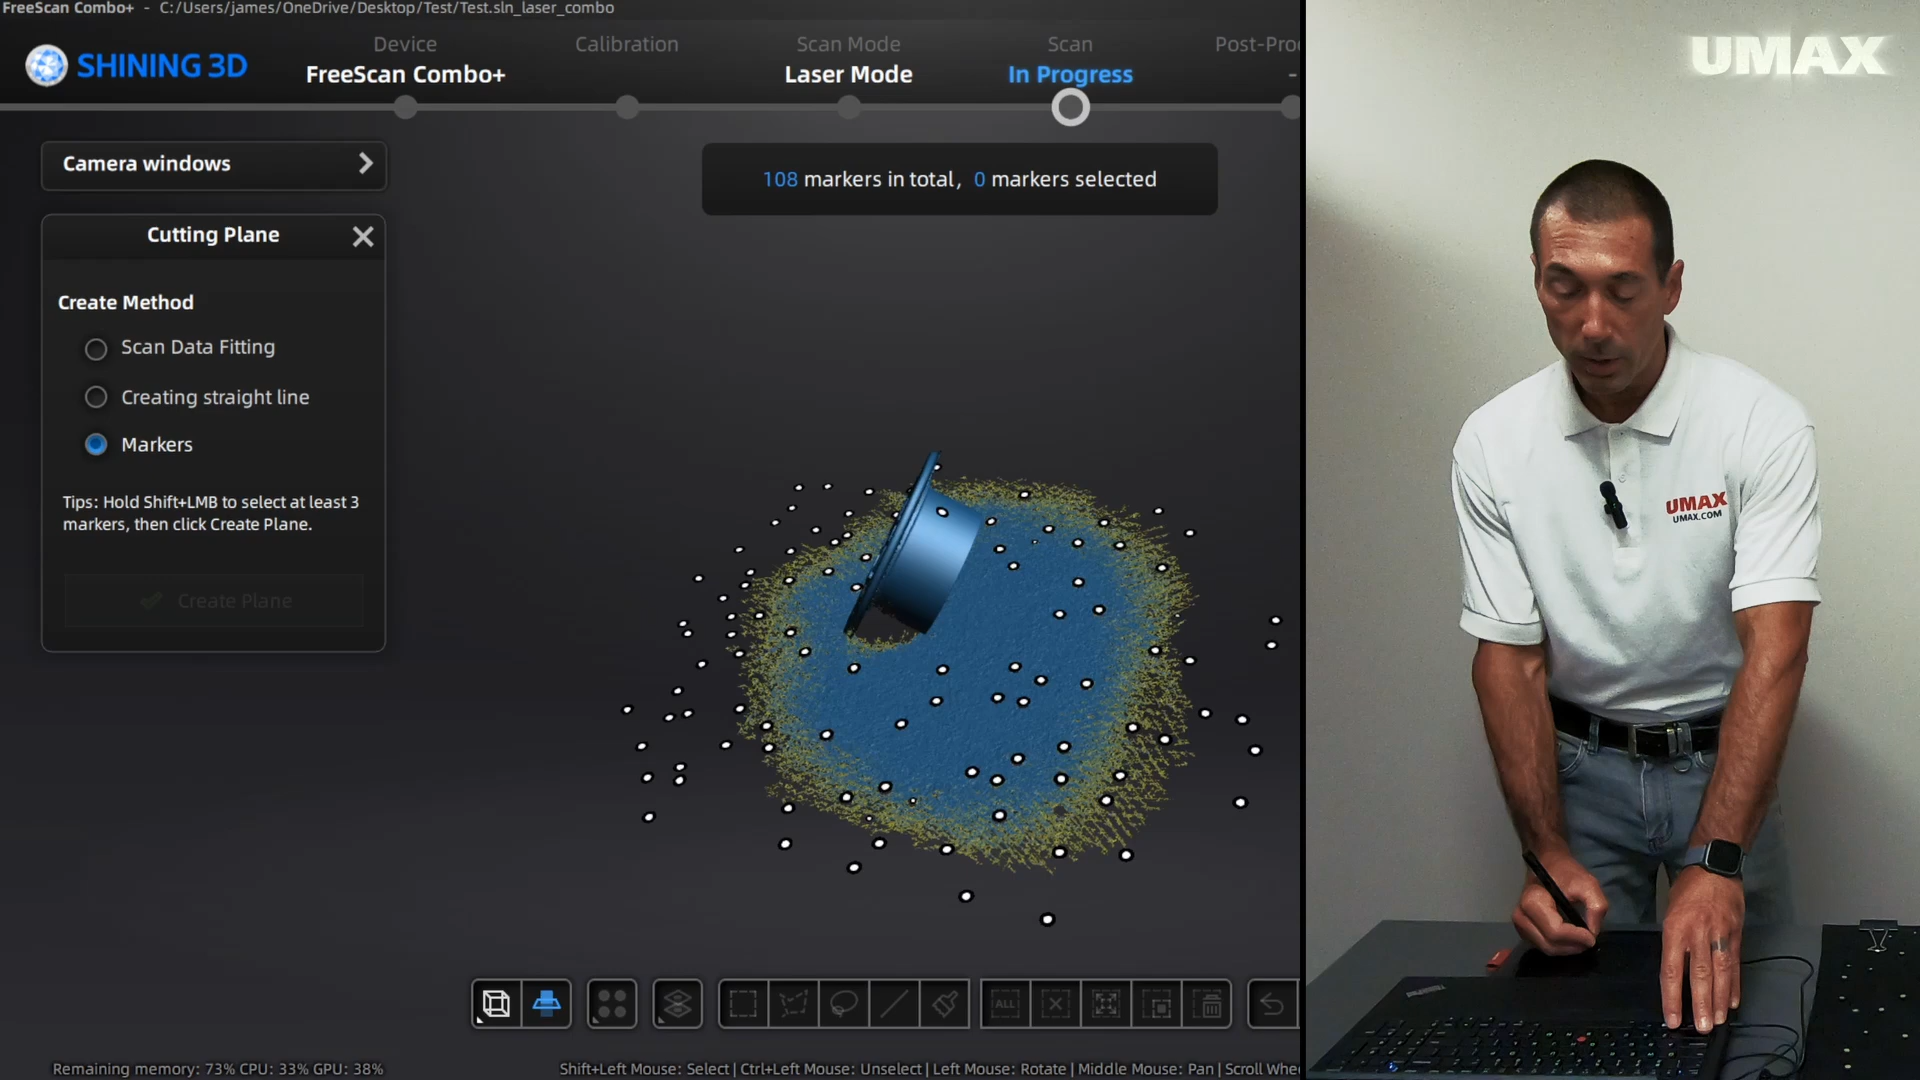 FreeScan Combo+ - C:/Users/james/OneDrive/Desktop/Test/Test.sln_laser_combo
SHINING 3D
Device
FreeScan Combo+
Calibration
Scan Mode
Laser Mode
Scan
In Progress
Post-Proc
-
UMAX
Camera windows
108 markers in total, 0 markers selected
Cutting Plane
Create Method
Scan Data Fitting
Creating straight line
Markers
Tips: Hold Shift+LMB to select at least 3
markers, then click Create Plane.
Create Plane
UMAX
UMAX.COM
ALL
Remaining memory: 73% CPU: 33% GPU: 38%
Shift+Left Mouse: Select | Ctrl+Left Mouse: Unselect | Left Mouse: Rotate | Middle Mouse: Pan | Scroll Whee